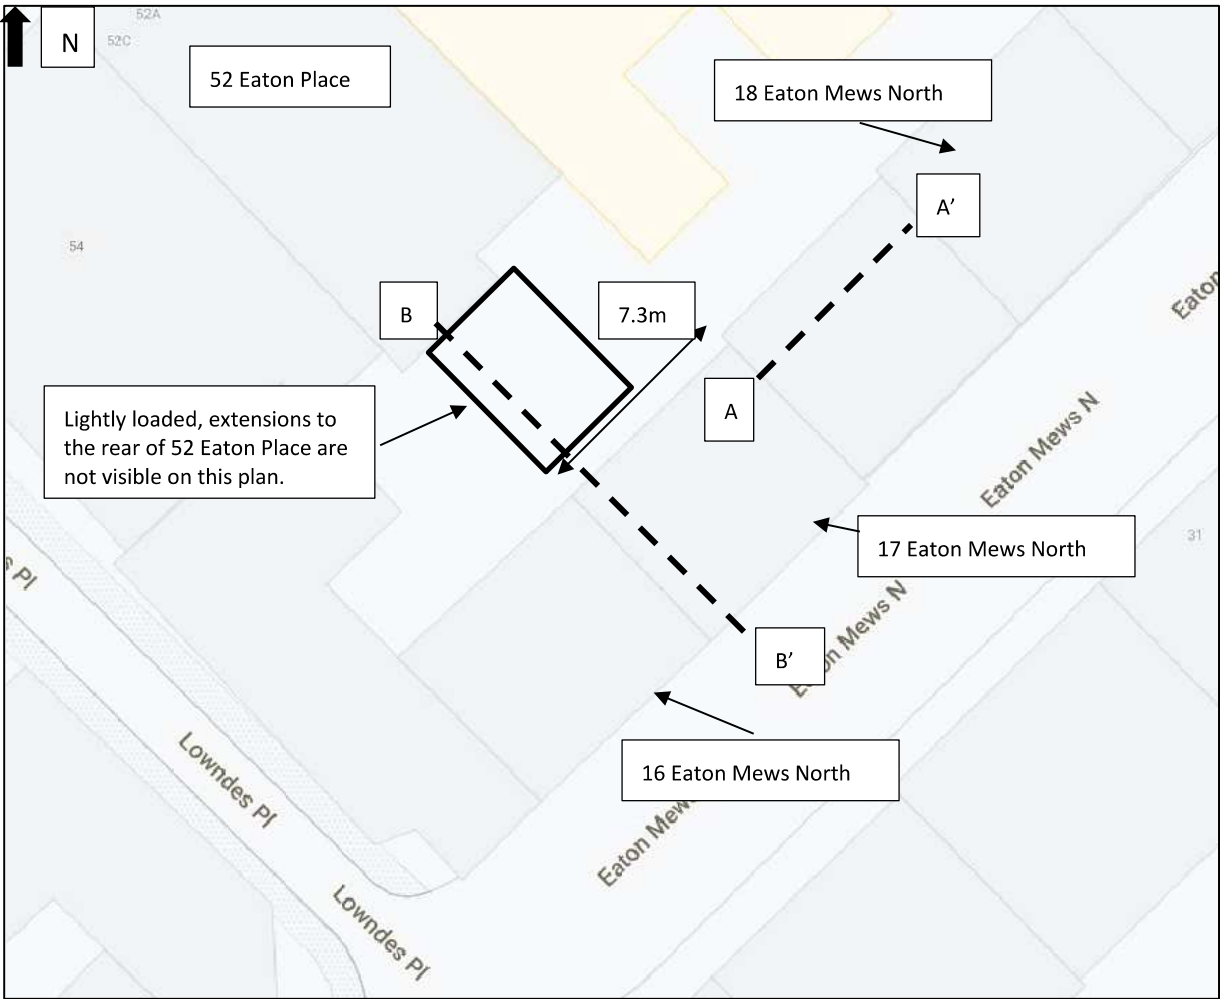 52A
52C
N
52 Eaton Place
18 Eaton Mews North
A’
54
B
7.3m
Eaton
A
Lightly loaded, extensions to
the rear of 52 Eaton Place are
not visible on this plan.
Eaton Mews N
31
17 Eaton Mews North
s Pl
Eaton Mews N
B’
16 Eaton Mews North
Lowndes Pl
Eaton Mews
Lowndes Pl